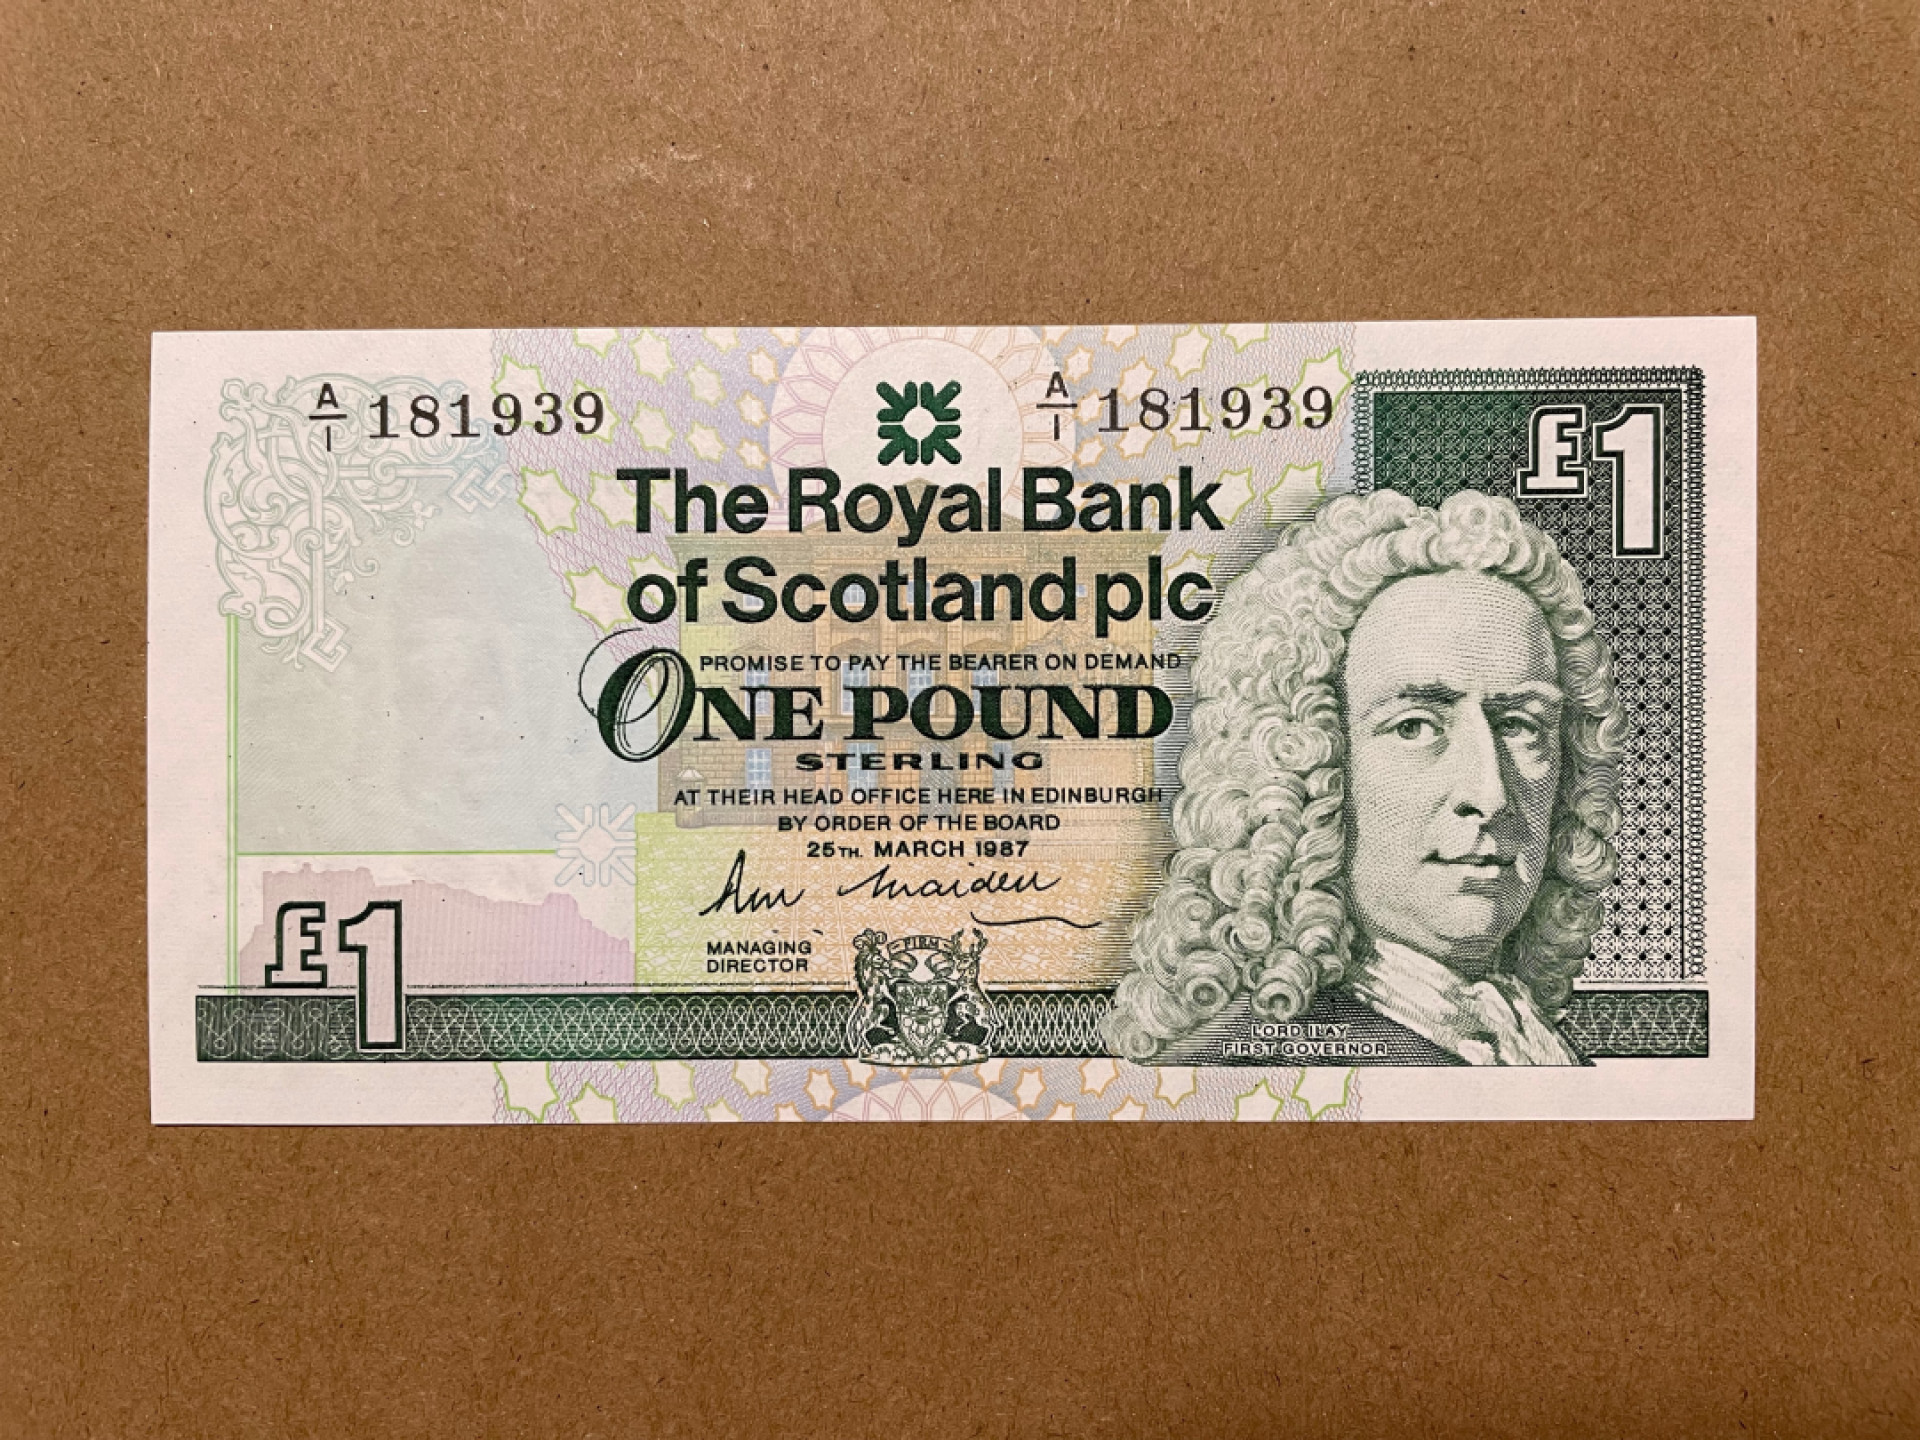 A/1 181939
A/1 181939
£1
The Royal Bank
of Scotland plc
PROMISE TO PAY THE BEARER ON DEMAND
ONE POUND
STERLING
AT THEIR HEAD OFFICE HERE IN EDINBURGH
BY ORDER OF THE BOARD
25TH. MARCH 1987
MANAGING
DIRECTOR
£1
FIRM
LORD ILAY
FIRST GOVERNOR